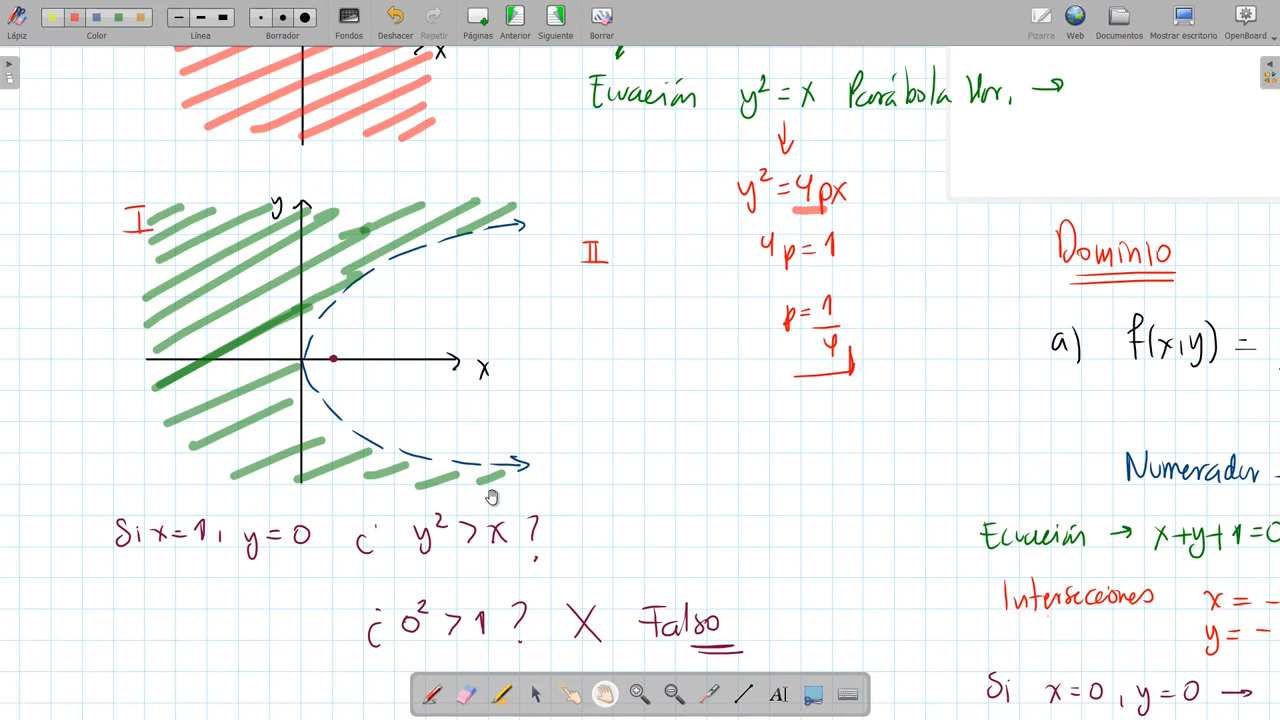 Lápiz Color Línea Borrador Fondos Deshacer Repetir Páginas Anterior Siguiente Borrar Pizarra Web Documentos Mostrar escritorio OpenBoard
x
Ecuación y² = x Parábola Hor. →
y² = 4px
4p = 1
p = 1/4
I
y
II
x
Si x=1, y=0 ¿ y² > x ?
¿ 0² > 1 ? X Falso
Dominio
a) f(x,y) =
Numerador
Ecuación → x+y+1=0
Intersecciones x = -
y = -
Si x=0, y=0 →